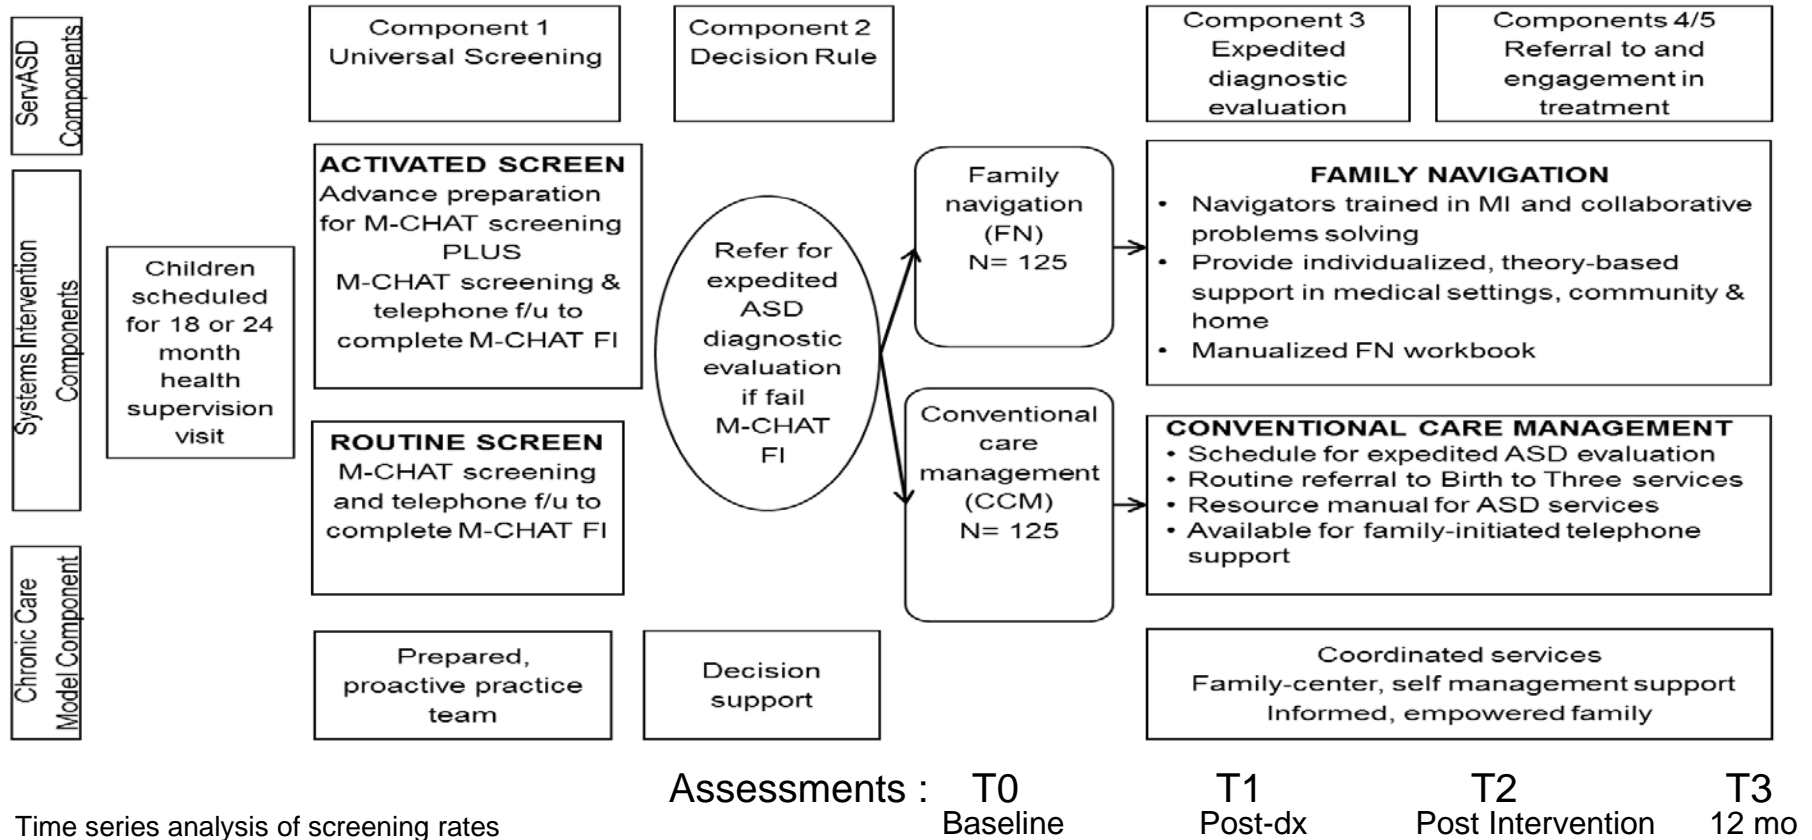 ServASD
Components
Component 1
Universal Screening
Component 2
Decision Rule
Component 3
Expedited
diagnostic
evaluation
Components 4/5
Referral to and
engagement in
treatment
Systems Intervention
Components
Children
scheduled
for 18 or 24
month
health
supervision
visit
ACTIVATED SCREEN
Advance preparation
for M-CHAT screening
PLUS
M-CHAT screening &
telephone f/u to
complete M-CHAT FI
ROUTINE SCREEN
M-CHAT screening
and telephone f/u to
complete M-CHAT FI
Refer for
expedited
ASD
diagnostic
evaluation
if fail
M-CHAT
FI
Family
navigation
(FN)
N= 125
Conventional
care
management
(CCM)
N= 125
FAMILY NAVIGATION
• Navigators trained in MI and collaborative
problems solving
• Provide individualized, theory-based
support in medical settings, community &
home
• Manualized FN workbook
CONVENTIONAL CARE MANAGEMENT
• Schedule for expedited ASD evaluation
• Routine referral to Birth to Three services
• Resource manual for ASD services
• Available for family-initiated telephone
support
Chronic Care
Model Component
Prepared,
proactive practice
team
Decision
support
Coordinated services
Family-center, self management support
Informed, empowered family
Assessments : T0 T1 T2 T3
Time series analysis of screening rates Baseline Post-dx Post Intervention 12 mo